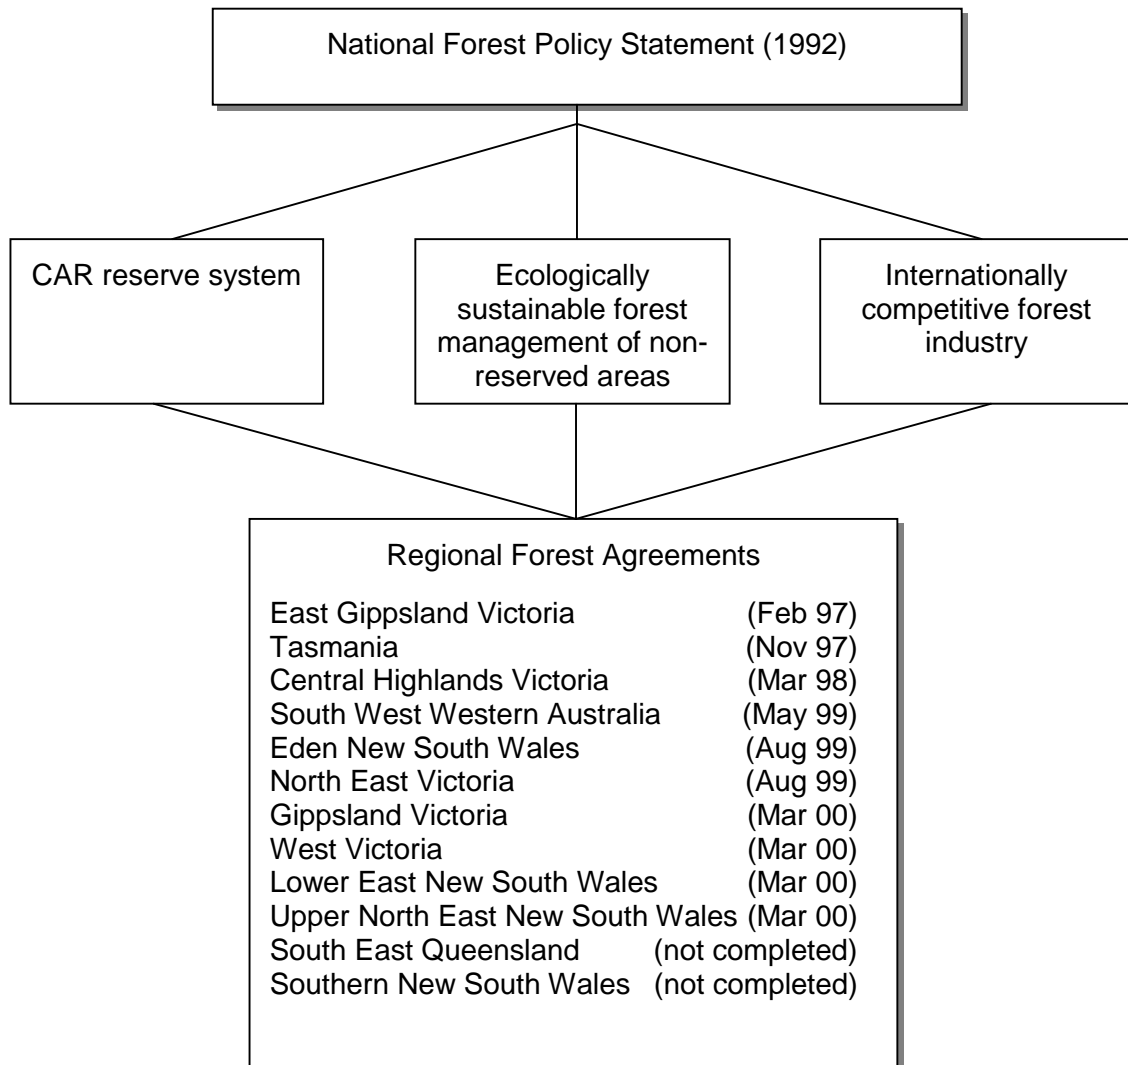 National Forest Policy Statement (1992)
CAR reserve system
Ecologically
sustainable forest
management of non-
reserved areas
Internationally
competitive forest
industry
Regional Forest Agreements
East Gippsland Victoria (Feb 97)
Tasmania (Nov 97)
Central Highlands Victoria (Mar 98)
South West Western Australia (May 99)
Eden New South Wales (Aug 99)
North East Victoria (Aug 99)
Gippsland Victoria (Mar 00)
West Victoria (Mar 00)
Lower East New South Wales (Mar 00)
Upper North East New South Wales (Mar 00)
South East Queensland (not completed)
Southern New South Wales (not completed)